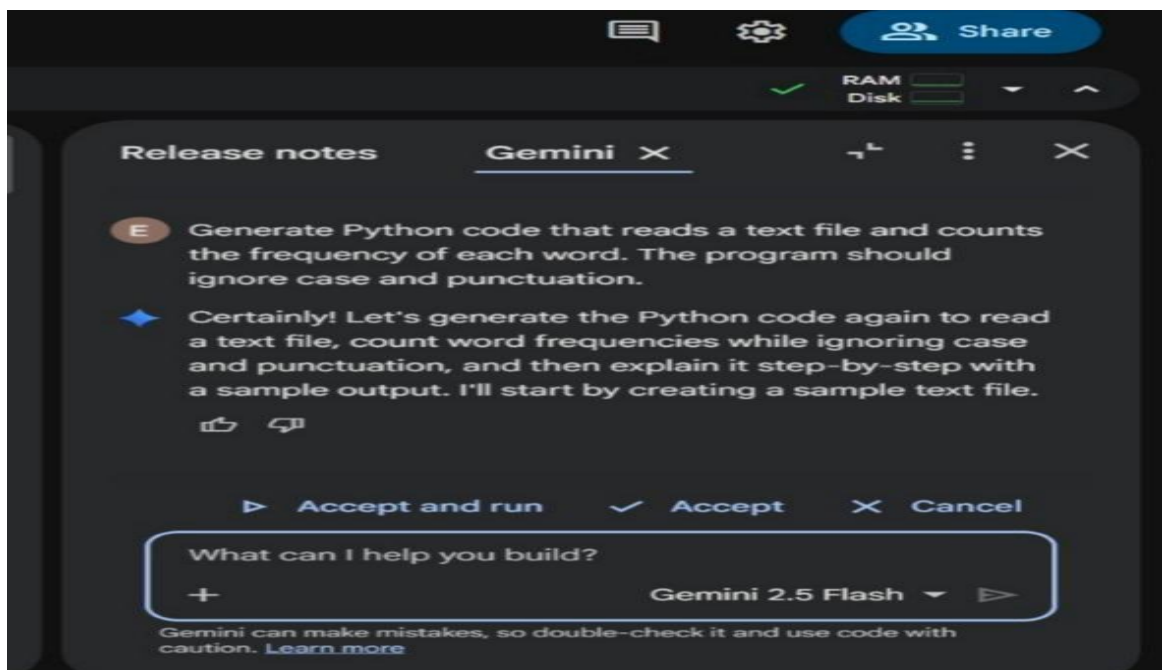 Share
RAM
Disk
Release notes
Gemini
E
Generate Python code that reads a text file and counts
the frequency of each word. The program should
ignore case and punctuation.
Certainly! Let's generate the Python code again to read
a text file, count word frequencies while ignoring case
and punctuation, and then explain it step-by-step with
a sample output. I'll start by creating a sample text file.
Accept and run Accept Cancel
What can I help you build?
Gemini 2.5 Flash
Gemini can make mistakes, so double-check it and use code with
caution. Learn more